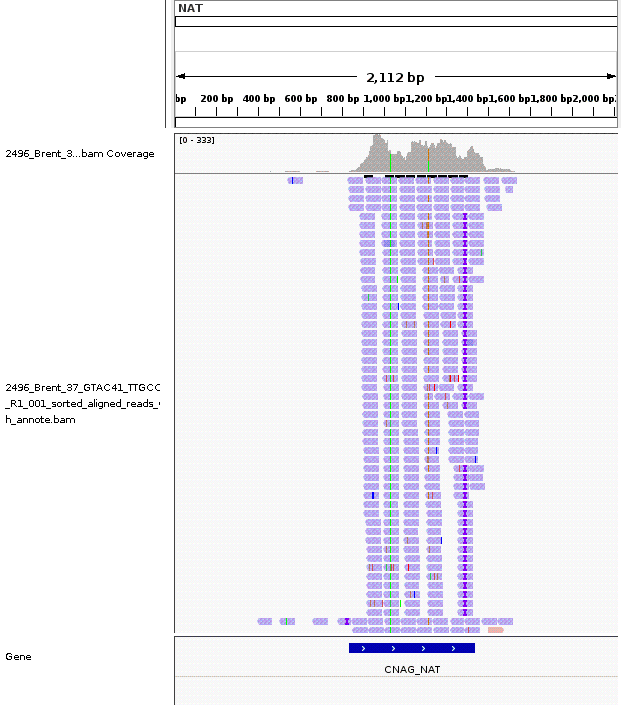 NAT
2,112 bp
bp 200 bp 400 bp 600 bp 800 bp 1,000 bp 1,200 bp 1,400 bp 1,600 bp 1,800 bp 2,000 bp
[0 - 333]
2496_Brent_3...bam Coverage
2496_Brent_37_GTAC41_TTGCC
_R1_001_sorted_aligned_reads_
h_annote.bam
Gene
CNAG_NAT